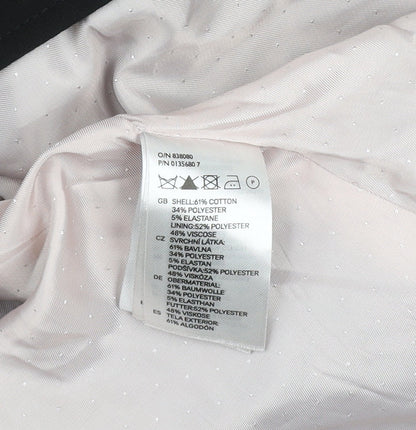 O/N 838080
P/N 0135680 7
GB SHELL:61% COTTON
34% POLYESTER
5% ELASTANE
LINING:52% POLYESTER
48% VISCOSE
CZ SVRCHNÍ LÁTKA:
61% BAVLNA
34% POLYESTER
5% ELASTAN
PODŠÍVKA:52% POLYESTER
48% VISKÓZA
DE OBERMATERIAL:
61% BAUMWOLLE
34% POLYESTER
5% ELASTHAN
FUTTER:52% POLYESTER
48% VISKOSE
ES TELA EXTERIOR:
61% ALGODÓN